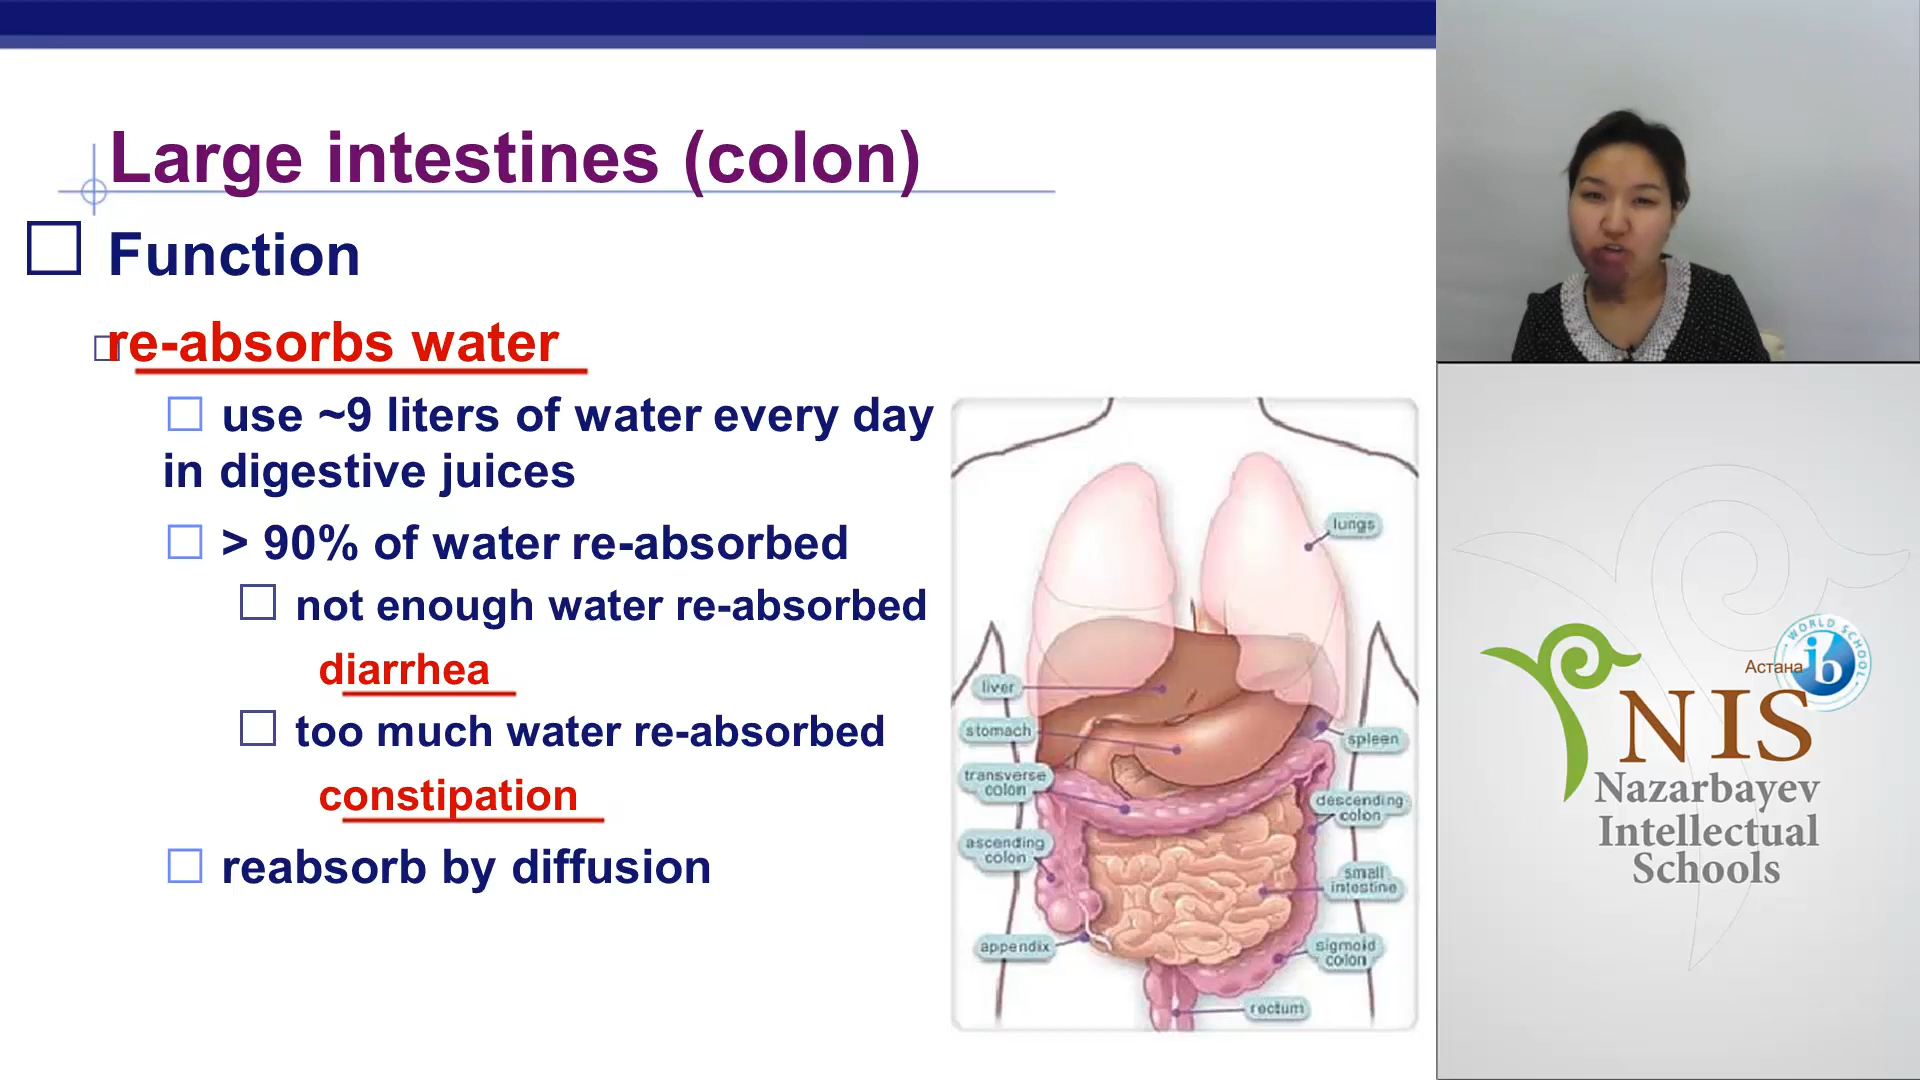 Large intestines (colon)
Function
re-absorbs water
use ~9 liters of water every day
in digestive juices
> 90% of water re-absorbed
not enough water re-absorbed
diarrhea
too much water re-absorbed
constipation
reabsorb by diffusion
lungs
liver
stomach
spleen
transverse
colon
descending
colon
ascending
colon
small
intestine
appendix
sigmoid
colon
rectum
WORLD SCHOOL
Астана
ib
NIS
Nazarbayev
Intellectual
Schools